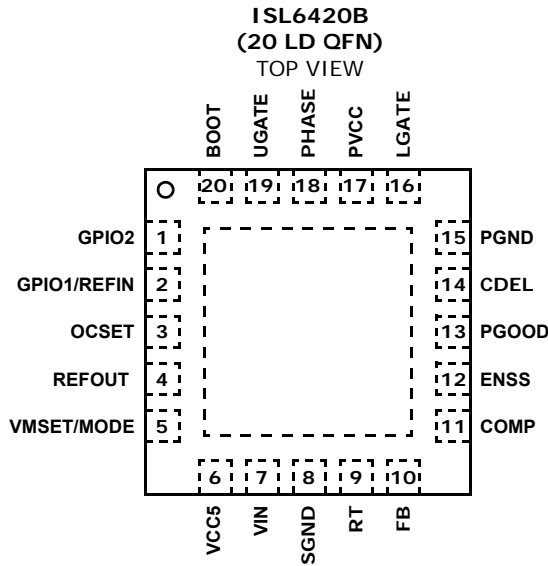 ISL6420B
(20 LD QFN)
TOP VIEW
BOOT
UGATE
PHASE
PVCC
LGATE
20 19 18 17 16
GPIO2 1
GPIO1/REFIN 2
OCSET 3
REFOUT 4
VMSET/MODE 5
15 PGND
14 CDEL
13 PGOOD
12 ENSS
11 COMP
6 7 8 9 10
VCC5
VIN
SGND
RT
FB